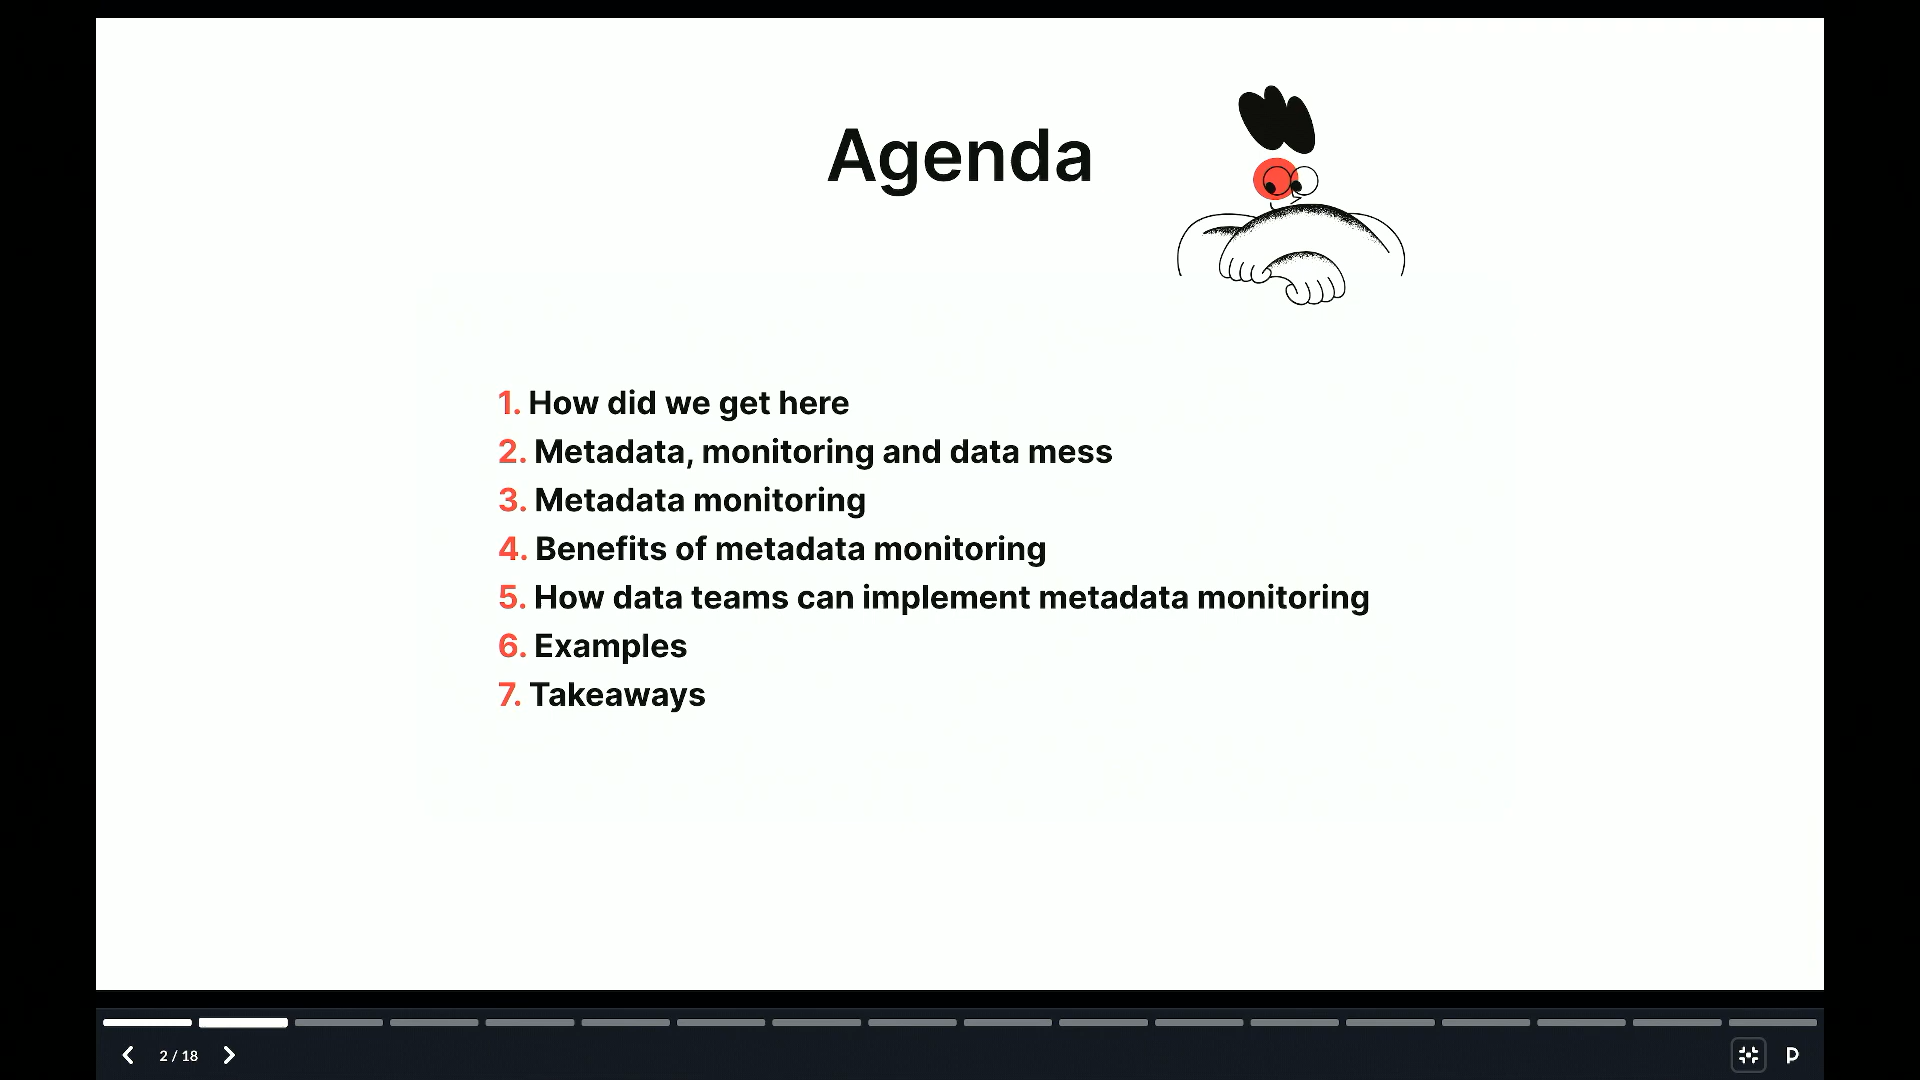 Agenda
1. How did we get here
2. Metadata, monitoring and data mess
3. Metadata monitoring
4. Benefits of metadata monitoring
5. How data teams can implement metadata monitoring
6. Examples
7. Takeaways
2 / 18